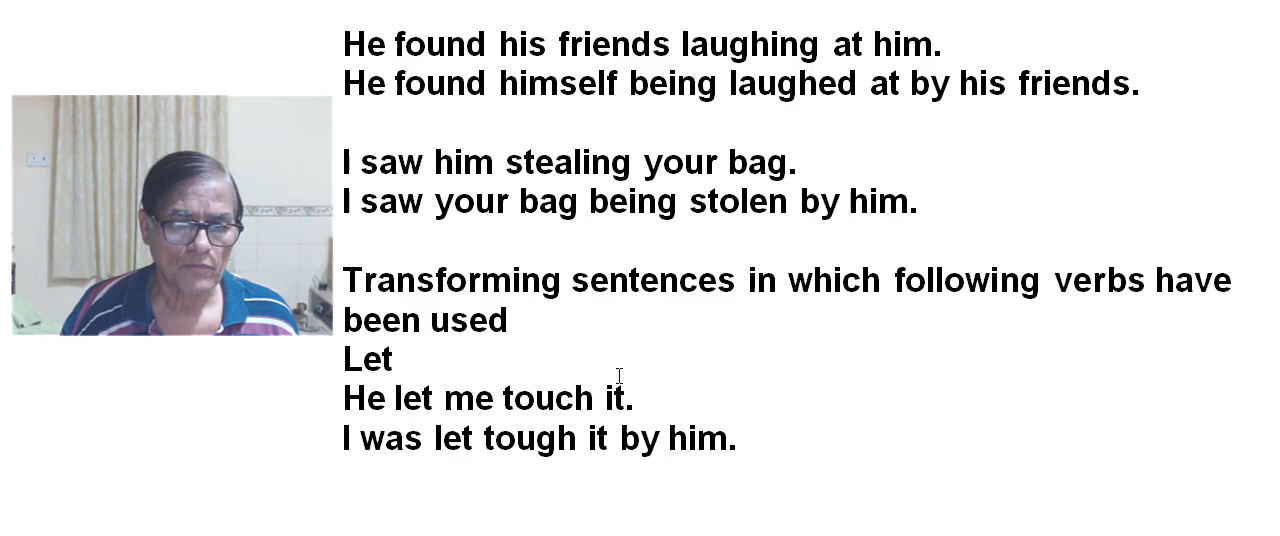 He found his friends laughing at him.
He found himself being laughed at by his friends.
I saw him stealing your bag.
I saw your bag being stolen by him.
Transforming sentences in which following verbs have
been used
Let
He let me touch it.
I was let tough it by him.